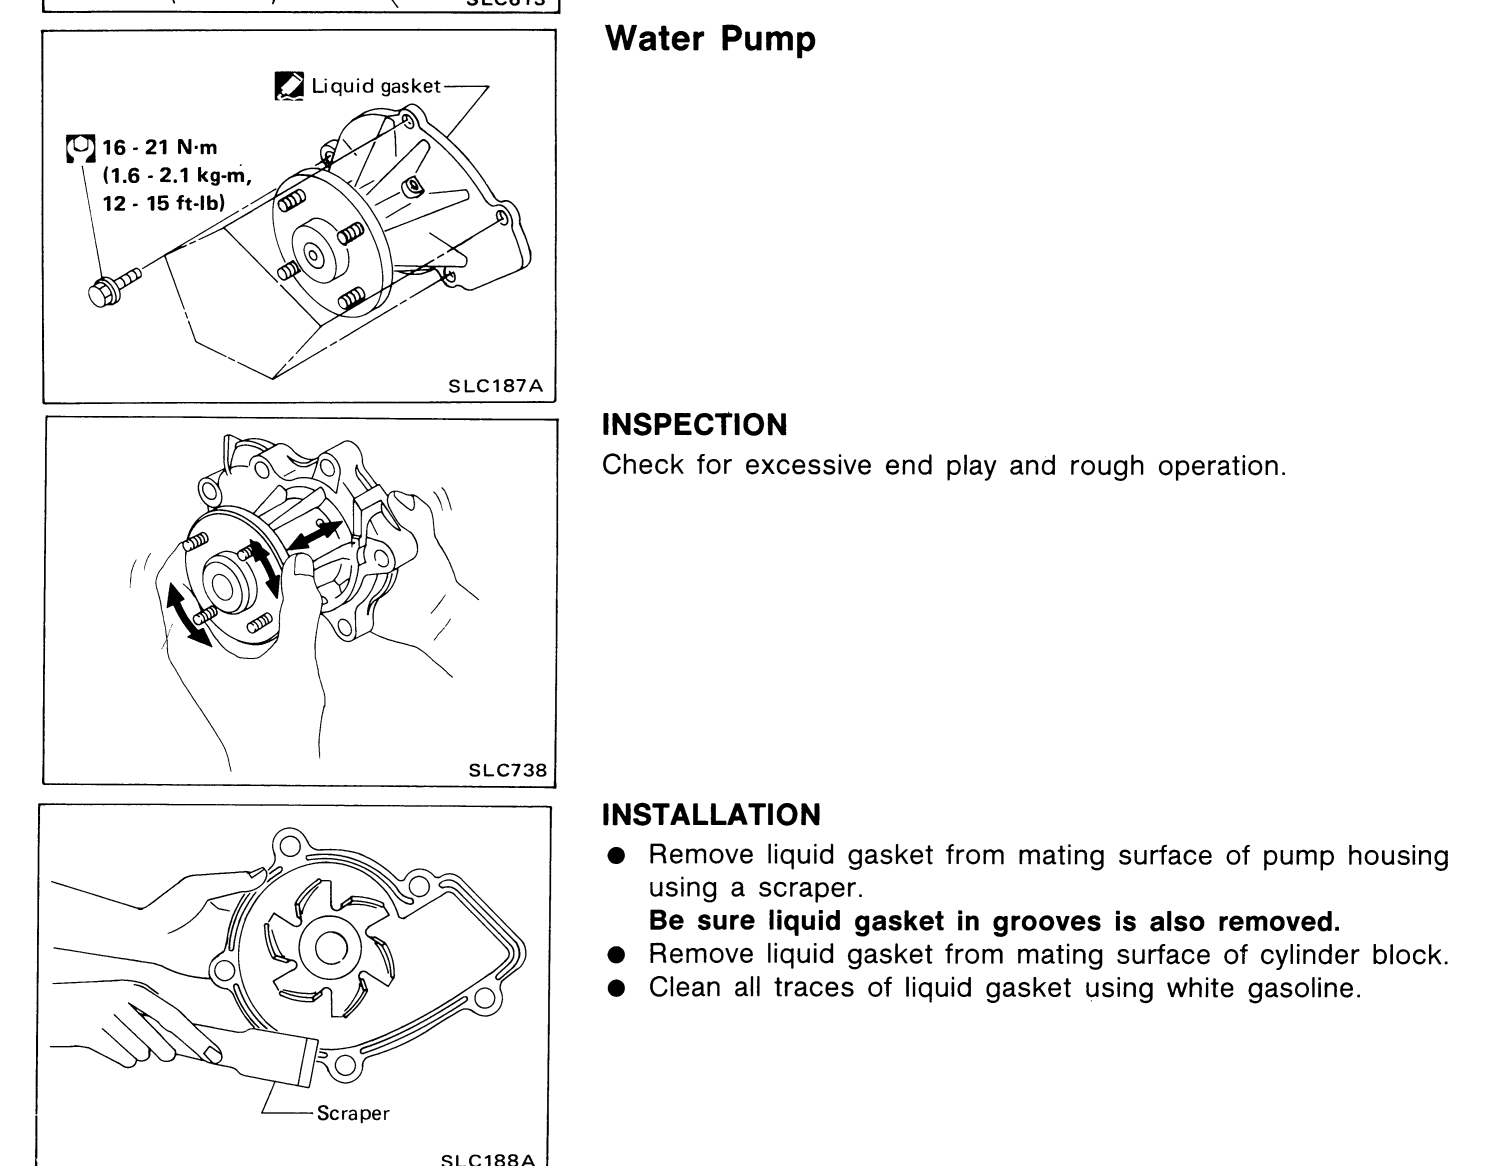 SLC673
Water Pump
Liquid gasket
16 - 21 N·m
(1.6 - 2.1 kg-m,
12 - 15 ft-lb)
SLC187A
INSPECTION
Check for excessive end play and rough operation.
SLC738
INSTALLATION
● Remove liquid gasket from mating surface of pump housing
using a scraper.
Be sure liquid gasket in grooves is also removed.
● Remove liquid gasket from mating surface of cylinder block.
● Clean all traces of liquid gasket using white gasoline.
Scraper
SLC188A